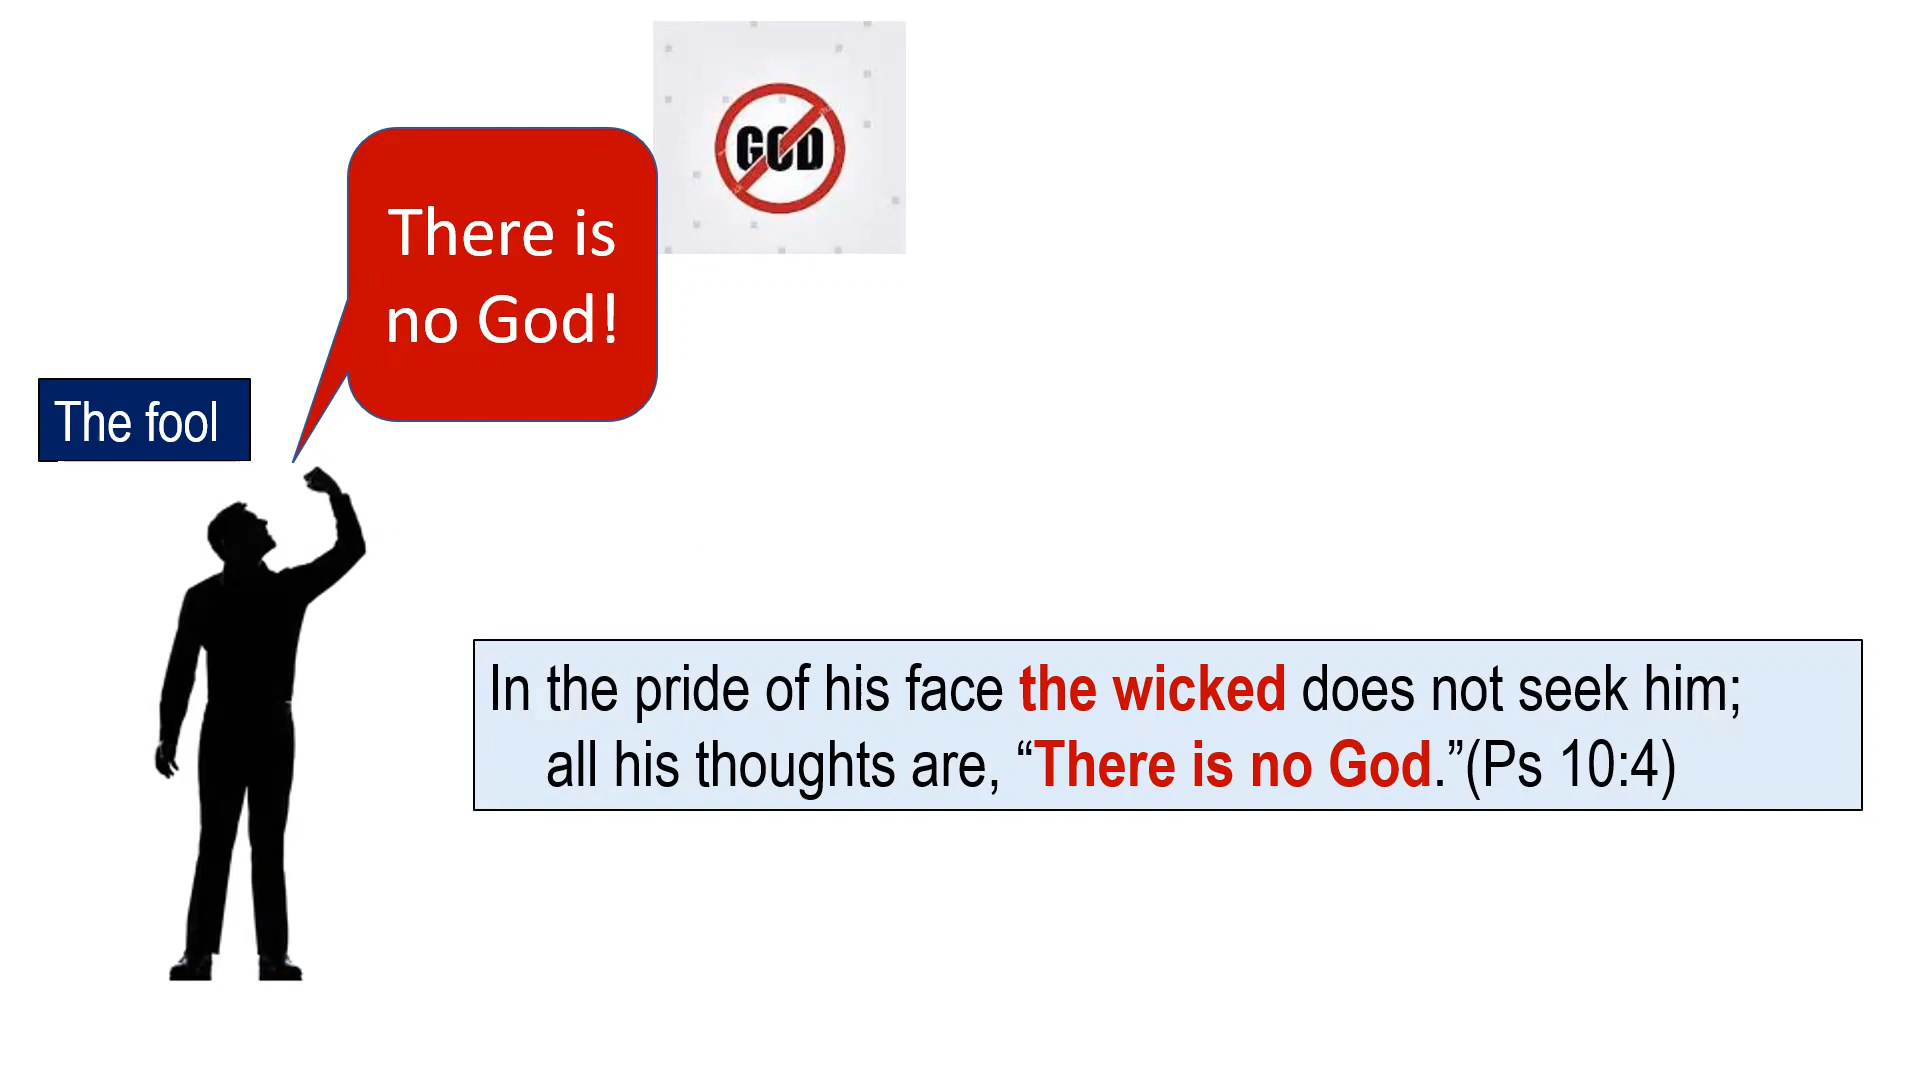 GOD
There is
no God!
The fool
In the pride of his face the wicked does not seek him;
all his thoughts are, “There is no God.”(Ps 10:4)